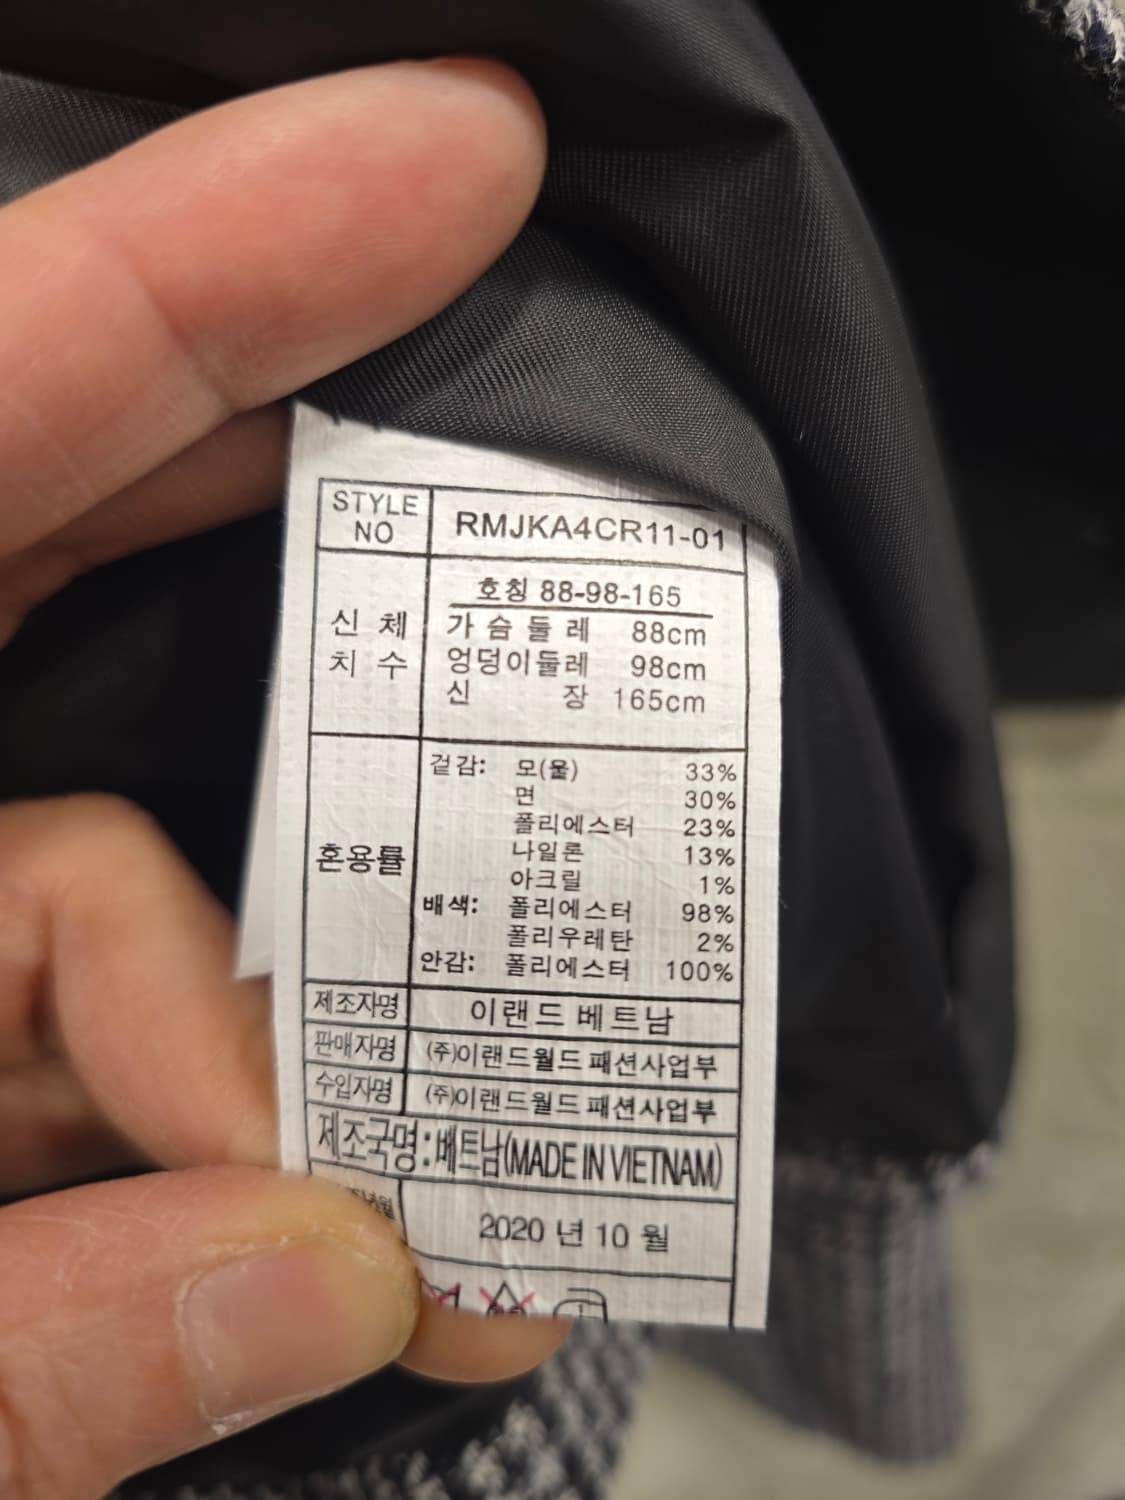 STYLE NO RMJKA4CR11-01
호칭 88-98-165
신 체 치 수
가 슴 둘 레 88cm
엉덩이둘레 98cm
신 장 165cm
혼용률
겉감: 모(울) 33%
면 30%
폴리에스터 23%
나일론 13%
아크릴 1%
배색: 폴리에스터 98%
폴리우레탄 2%
안감: 폴리에스터 100%
제조자명 이랜드 베트남
판매자명 (주)이랜드월드 패션사업부
수입자명 (주)이랜드월드 패션사업부
제조국명:베트남(MADE IN VIETNAM)
2020 년 10 월